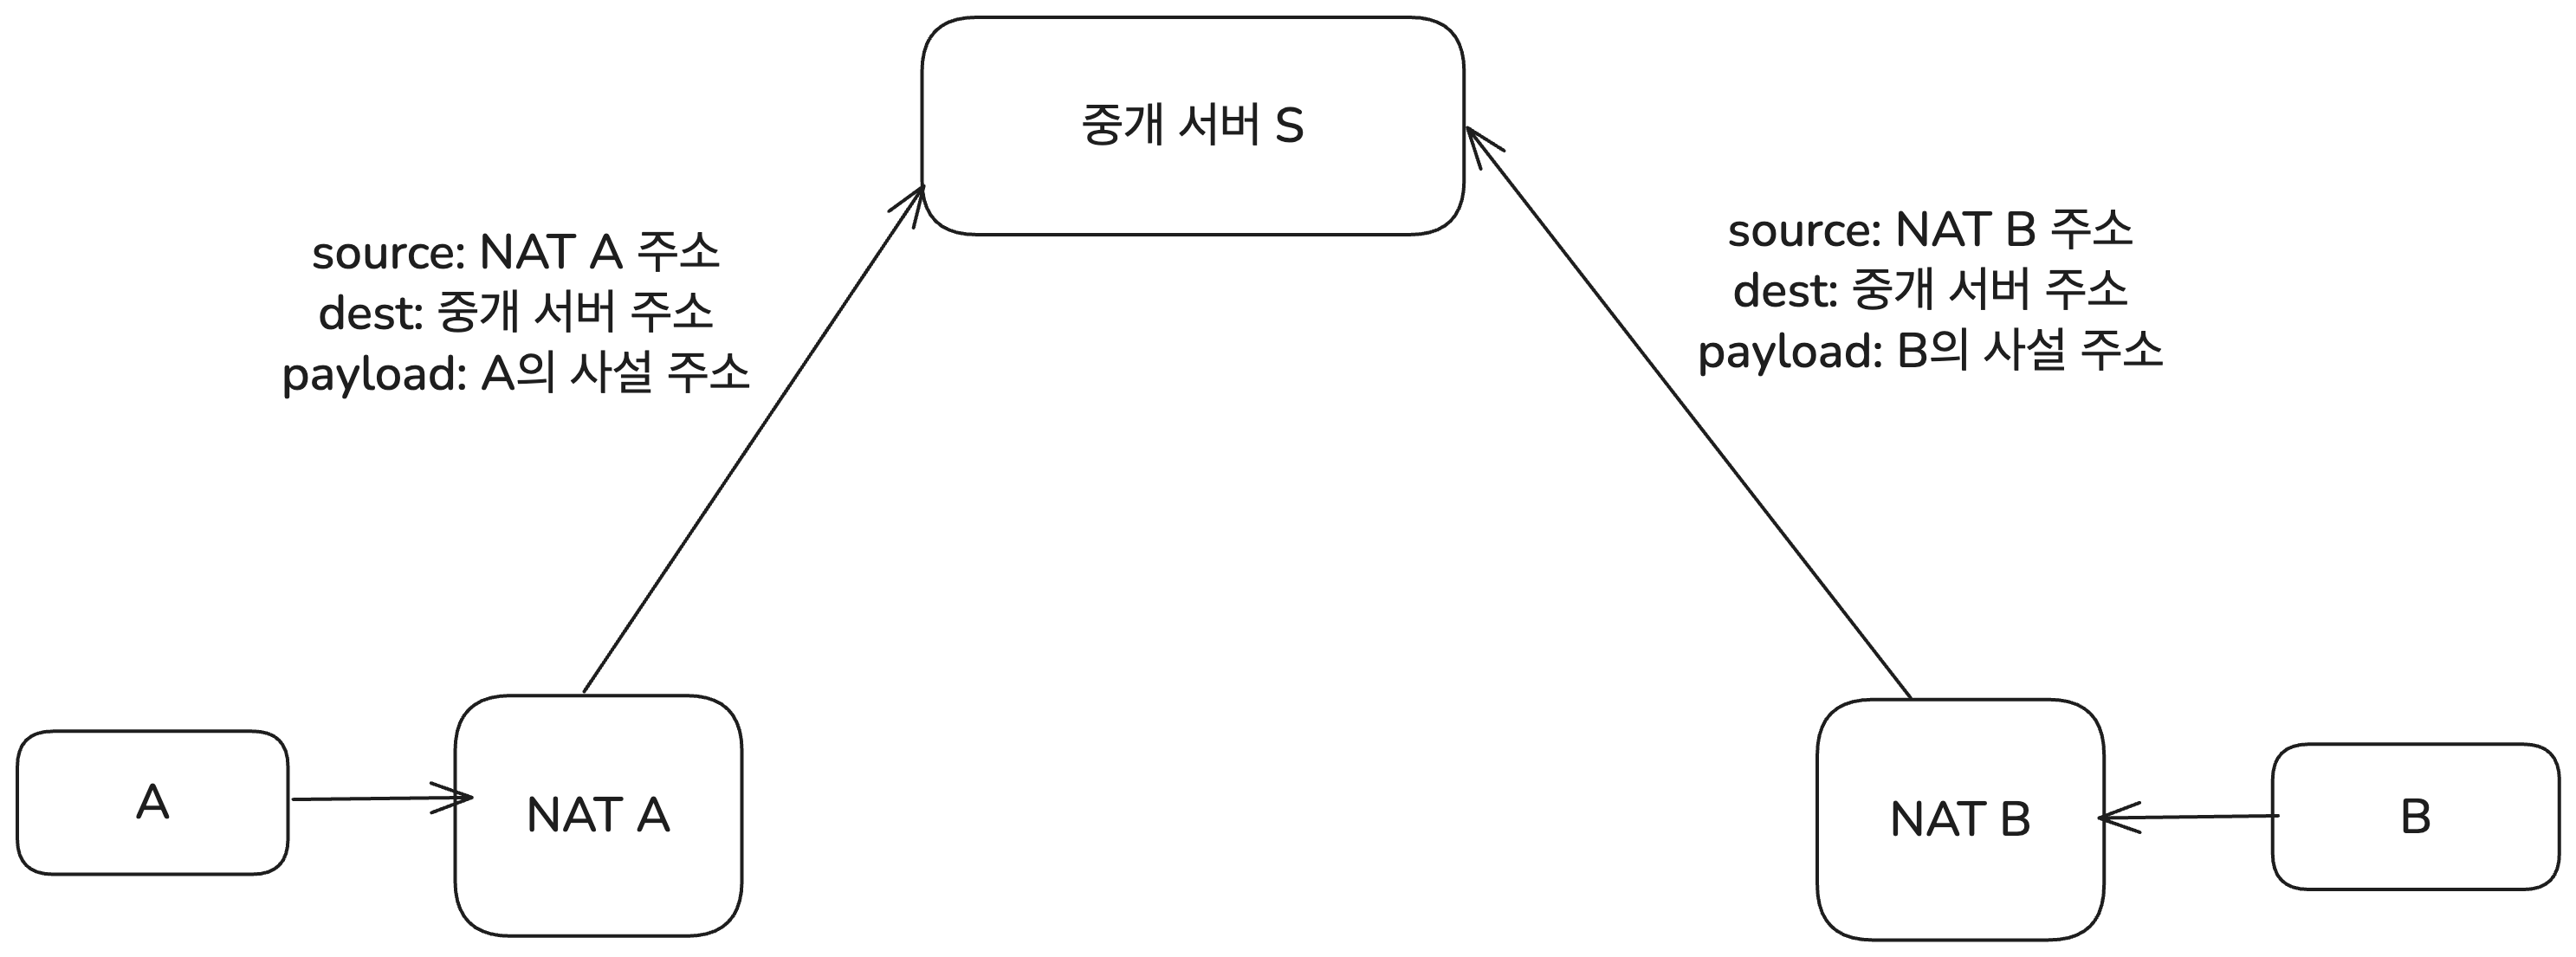 중개 서버 S
source: NAT A 주소
dest: 중개 서버 주소
payload: A의 사설 주소
source: NAT B 주소
dest: 중개 서버 주소
payload: B의 사설 주소
A
NAT A
NAT B
B